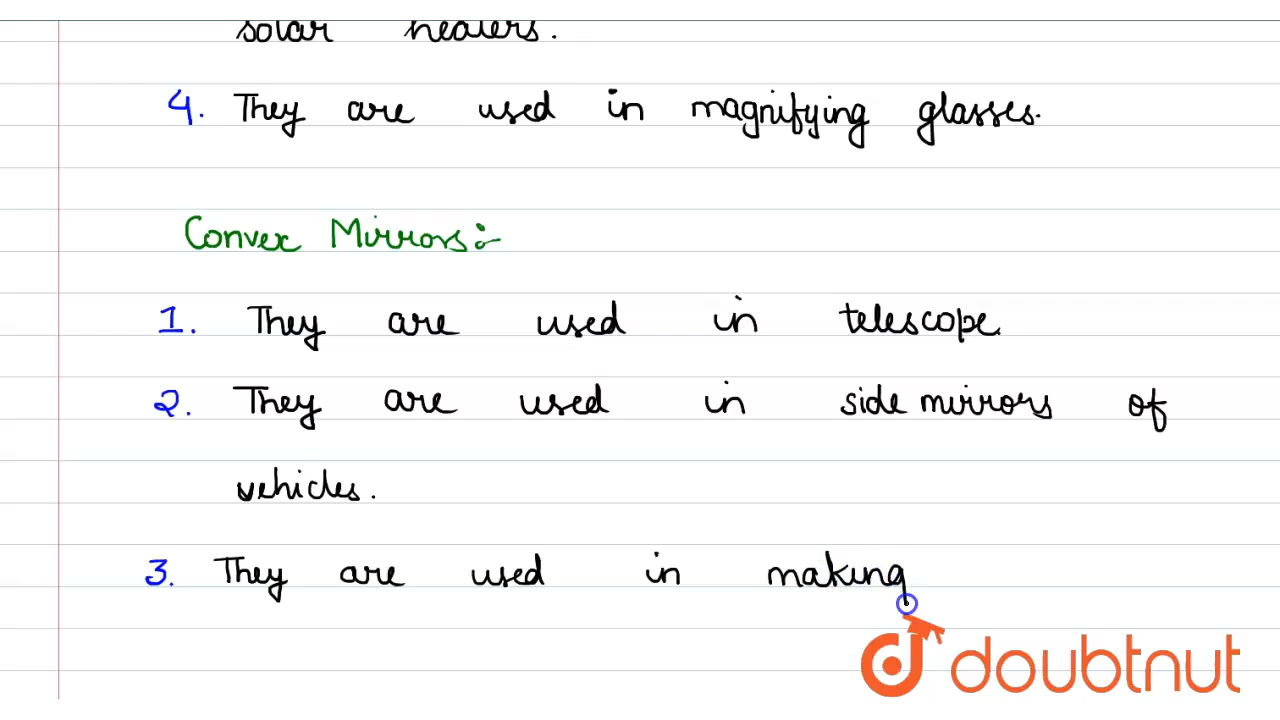 solar heaters.
4. They are used in magnifying glasses.
Convex Mirrors:-
1. They are used in telescope.
2. They are used in side mirrors of
vehicles.
3. They are used in making
doubtnut